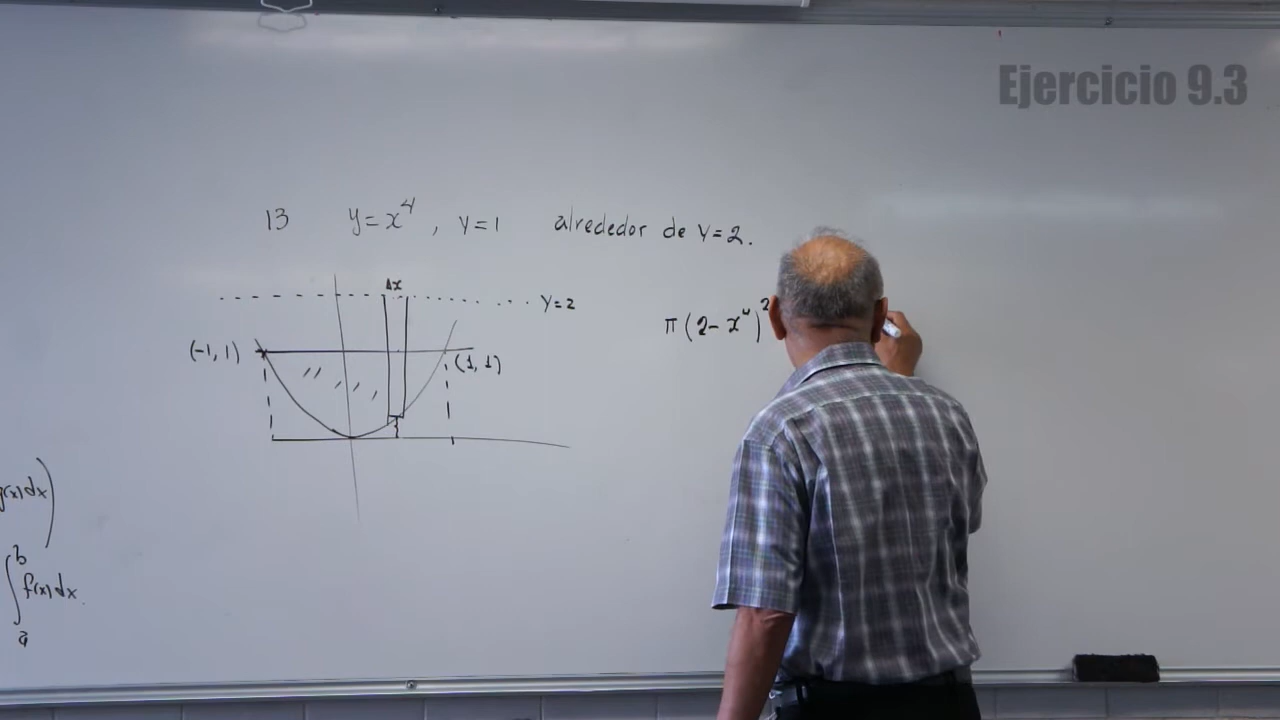 Ejercicio 9.3
13 y=x⁴, y=1 alrededor de y=2.
Δx
y=2
π(2-x⁴)²
(-1, 1)
(1, 1)
g(x)dx)
∫ₐᵇ f(x)dx.